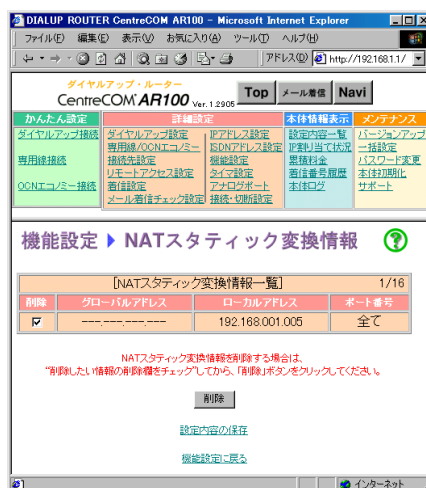 DIALUP ROUTER CentreCOM AR100 - Microsoft Internet Explorer
ファイル(F) 編集(E) 表示(V) お気に入り(A) ツール(T) ヘルプ(H)
アドレス(D) http://192.168.1.1/
ダイヤルアップ・ルーター
CentreCOM AR100 Ver. 1.2905 Top メール着信 Navi
かんたん設定 詳細設定 本体情報表示 メンテナンス
ダイヤルアップ接続 ダイヤルアップ設定 IPアドレス設定 設定内容一覧 バージョンアップ
専用線/OCNエコノミー ISDNアドレス設定 IP割り当て状況 一括設定
専用線接続 接続先設定 機能設定 累積料金 パスワード変更
リモートアクセス設定 タイマ設定 着信番号履歴 本体初期化
OCNエコノミー接続 着信設定 アナログポート 本体ログ サポート
メール着信チェック設定 接続・切断設定
機能設定 NATスタティック変換情報 ?
[NATスタティック変換情報一覧] 1/16
削除 グローバルアドレス ローカルアドレス ポート番号
---.---.---.--- 192.168.001.005 全て
NATスタティック変換情報を削除する場合は、
"削除したい情報の削除欄をチェック"してから、「削除」ボタンをクリックしてください。
削除
設定内容の保存
機能設定に戻る
インターネット